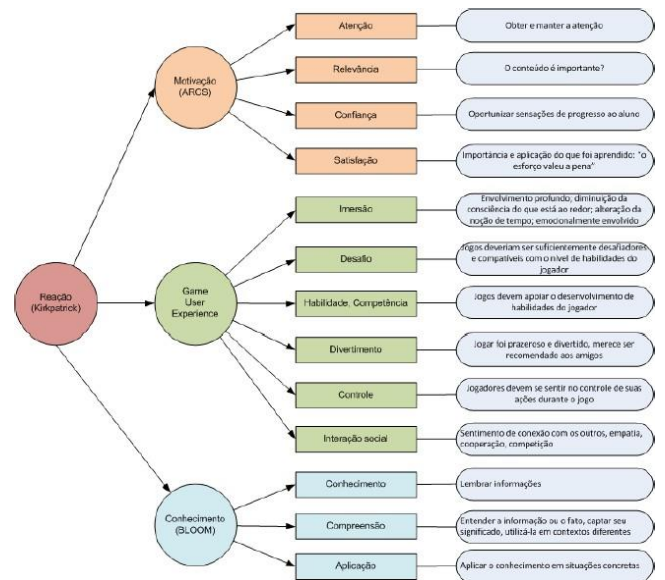 Reação
(Kirkpatrick)
Motivação
(ARCS)
Atenção
Obter e manter a atenção
Relevância
O conteúdo é importante?
Confiança
Oportunizar sensações de progresso ao aluno
Satisfação
Importância e aplicação do que foi aprendido: "o
esforço valeu a pena"
Game
User
Experience
Imersão
Envolvimento profundo; diminuição da
consciência do que está ao redor; alteração da
noção de tempo; emocionalmente envolvido
Desafio
Jogos deveriam ser suficientemente desafiadores
e compatíveis com o nível de habilidades do
jogador
Habilidade, Competência
Jogos devem apoiar o desenvolvimento de
habilidades do jogador
Divertimento
Jogar foi prazeroso e divertido, merece ser
recomendado aos amigos
Controle
Jogadores devem se sentir no controle de suas
ações durante o jogo
Interação social
Sentimento de conexão com os outros, empatia,
cooperação, competição
Conhecimento
(BLOOM)
Conhecimento
Lembrar informações
Compreensão
Entender a informação ou o fato, captar seu
significado, utilizá-la em contextos diferentes
Aplicação
Aplicar o conhecimento em situações concretas